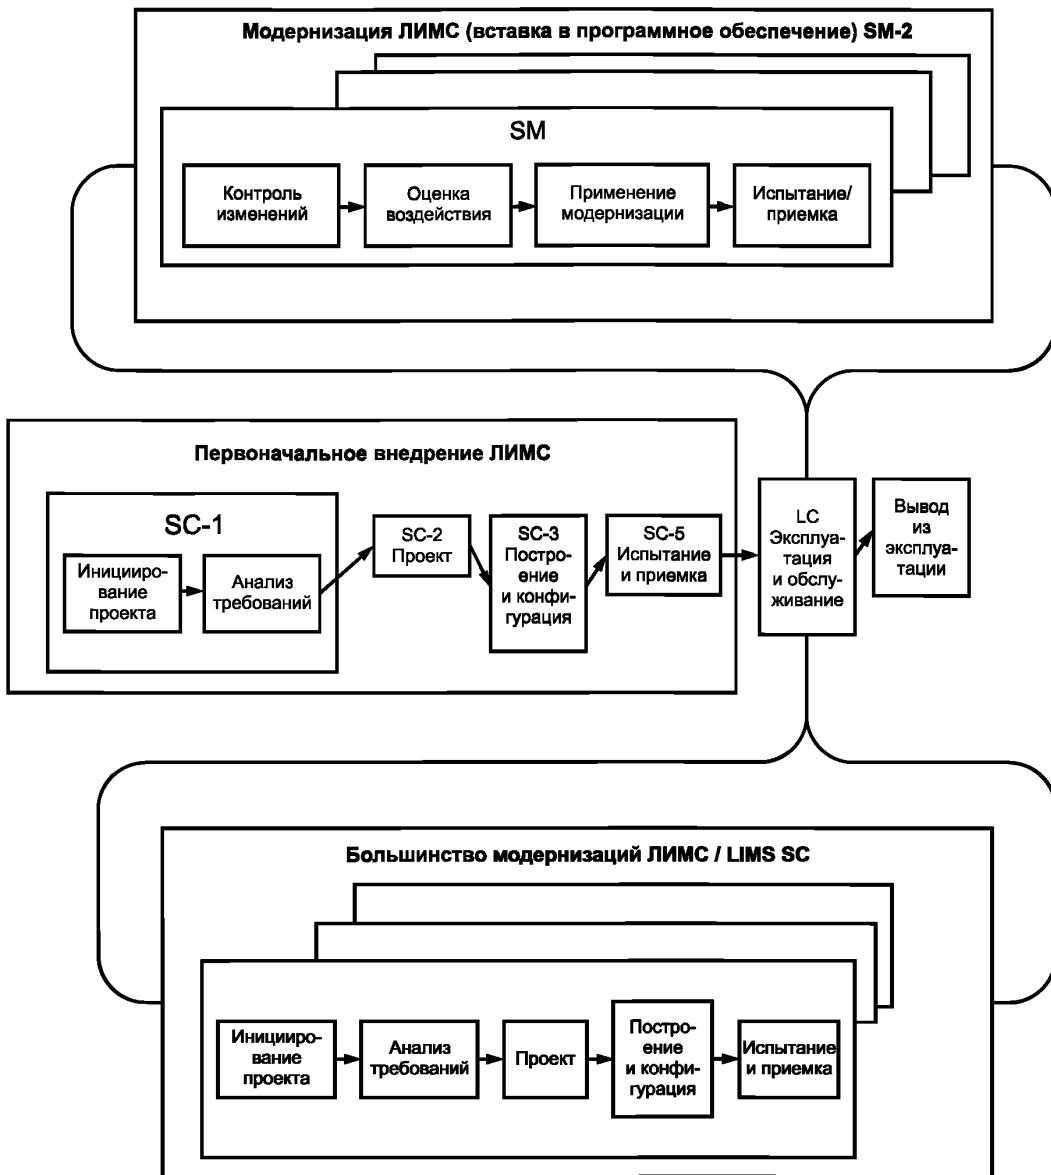 Модернизация ЛИМС (вставка в программное обеспечение) SM-2
SM
Контроль
изменений
Оценка
воздействия
Применение
модернизации
Испытание/
приемка
Первоначальное внедрение ЛИМС
SC-1
Иницииро-
вание
проекта
Анализ
требований
SC-2
Проект
SC-3
Построе-
ение
и конфи-
гурация
SC-5
Испытание
и приемка
LC
Эксплуа-
тация
и обслу-
живание
Вывод
из
эксплуа-
тации
Большинство модернизаций ЛИМС / LIMS SC
Иницииро-
вание
проекта
Анализ
требований
Проект
Постро-
ение
и конфи-
гурация
Испытание
и приемка